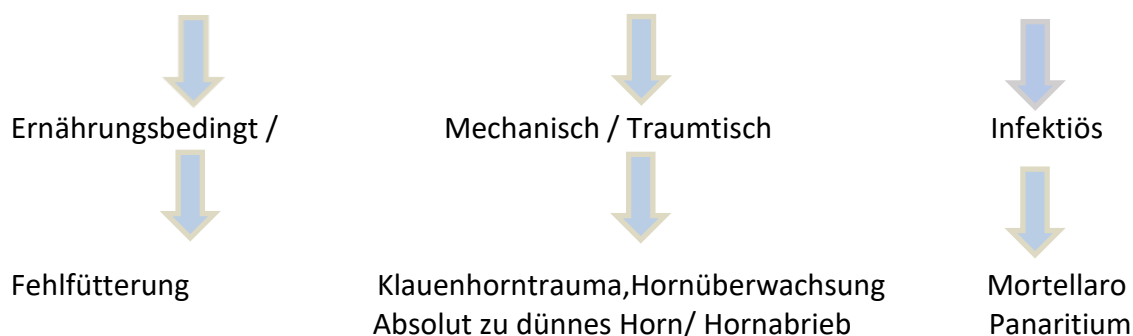 Ernährungsbedingt / Mechanisch / Traumtisch Infektiös
Fehlfütterung Klauenhorntrauma,Hornüberwachsung Mortellaro
Absolut zu dünnes Horn/ Hornabrieb Panaritium